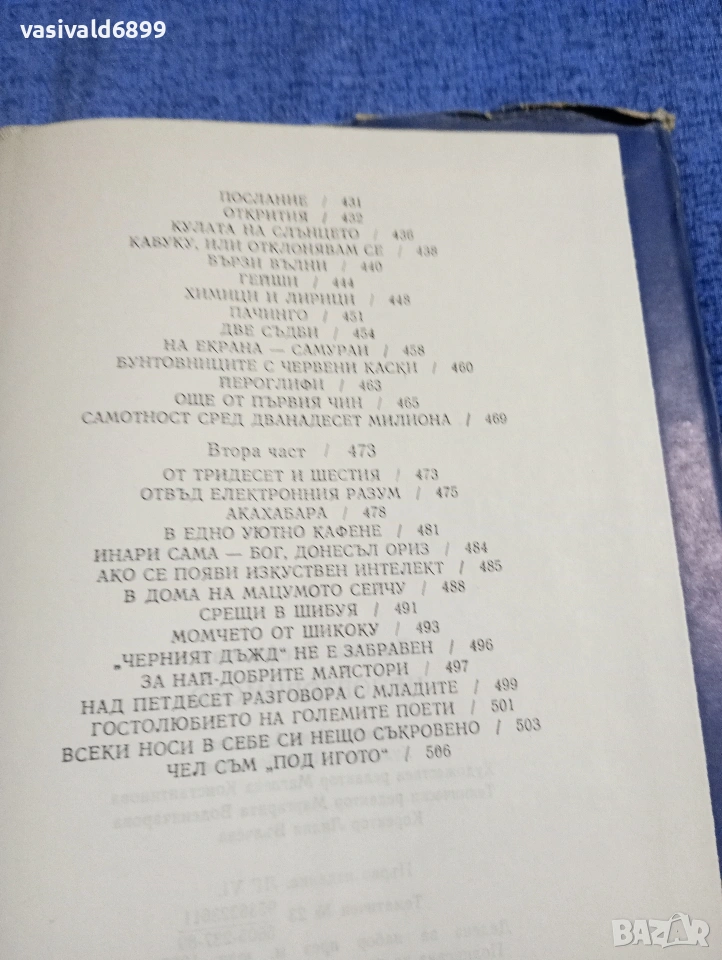 vasivald6899
ПОСЛАНИЕ / 431
ОТКРИТИЯ / 432
КУЛАТА НА СЛЪНЦЕТО / 436
КАБУКУ, ИЛИ ОТКЛОНЯВАМ СЕ / 438
БЪРЗИ ВЪЛНИ / 440
ГЕЙШИ / 444
ХИМИЦИ И ЛИРИЦИ / 448
ПАЧИНГО / 451
ДВЕ СЪДБИ / 454
НА ЕКРАНА — САМУРАИ / 458
БУНТОВНИЦИТЕ С ЧЕРВЕНИ КАСКИ / 460
ЙЕРОГЛИФИ / 463
ОЩЕ ОТ ПЪРВИЯ ЧИН / 465
САМОТНОСТ СРЕД ДВАНАДЕСЕТ МИЛИОНА / 469
Втора част / 473
ОТ ТРИДЕСЕТ И ШЕСТИЯ / 473
ОТВЪД ЕЛЕКТРОННИЯ РАЗУМ / 475
АКАХАБАРА / 478
В ЕДНО УЮТНО КАФЕНЕ / 481
ИНАРИ САМА — БОГ, ДОНЕСЪЛ ОРИЗ / 484
АКО СЕ ПОЯВИ ИЗКУСТВЕН ИНТЕЛЕКТ / 485
В ДОМА НА МАЦУМОТО СЕЙЧУ / 488
СРЕЩИ В ШИБУЯ / 491
МОМЧЕТО ОТ ШИКОКУ / 493
„ЧЕРНИЯТ ДЪЖД“ НЕ Е ЗАБРАВЕН / 496
ЗА НАЙ-ДОБРИТЕ МАЙСТОРИ / 497
НАД ПЕТДЕСЕТ РАЗГОВОРА С МЛАДИТЕ / 499
ГОСТОЛЮБИЕТО НА ГОЛЕМИТЕ ПОЕТИ / 501
ВСЕКИ НОСИ В СЕБЕ СИ НЕЩО СЪКРОВЕНО / 503
ЧЕЛ СЪМ „ПОД ИГОТО“ / 506
BAZAR